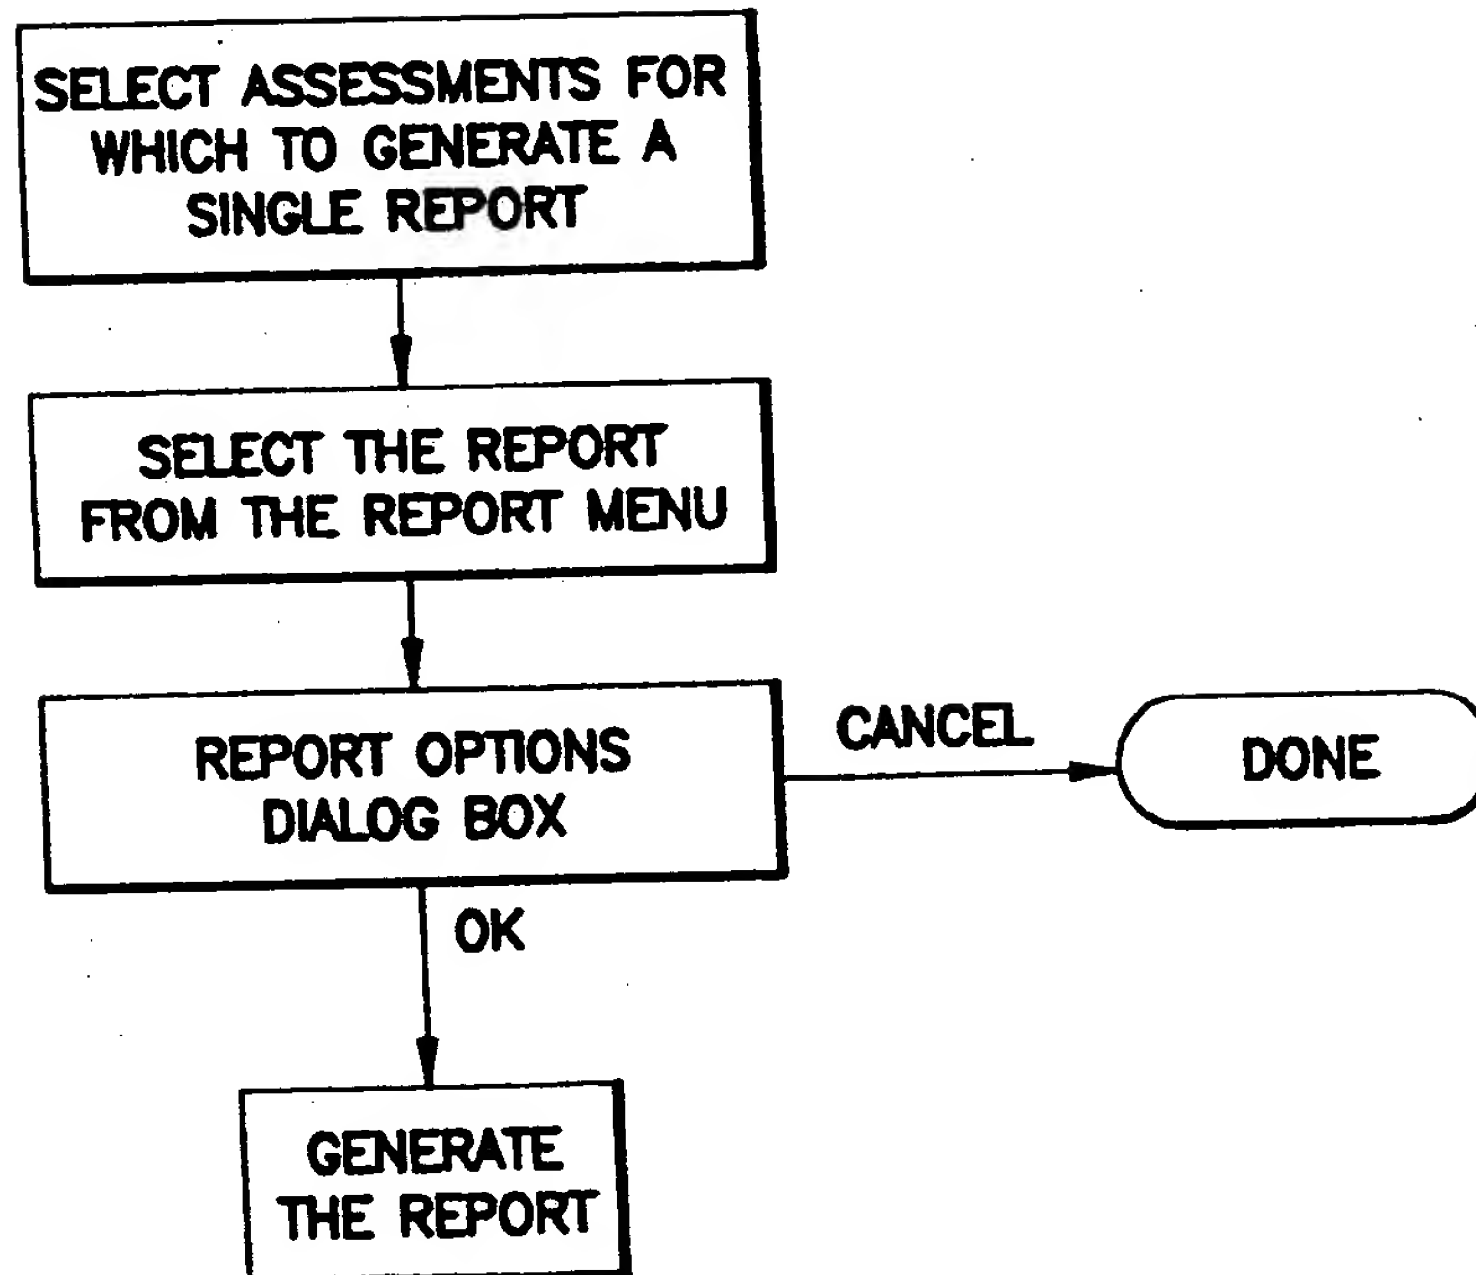 SELECT ASSESSMENTS FOR
WHICH TO GENERATE A
SINGLE REPORT
SELECT THE REPORT
FROM THE REPORT MENU
REPORT OPTIONS
DIALOG BOX
CANCEL
DONE
OK
GENERATE
THE REPORT